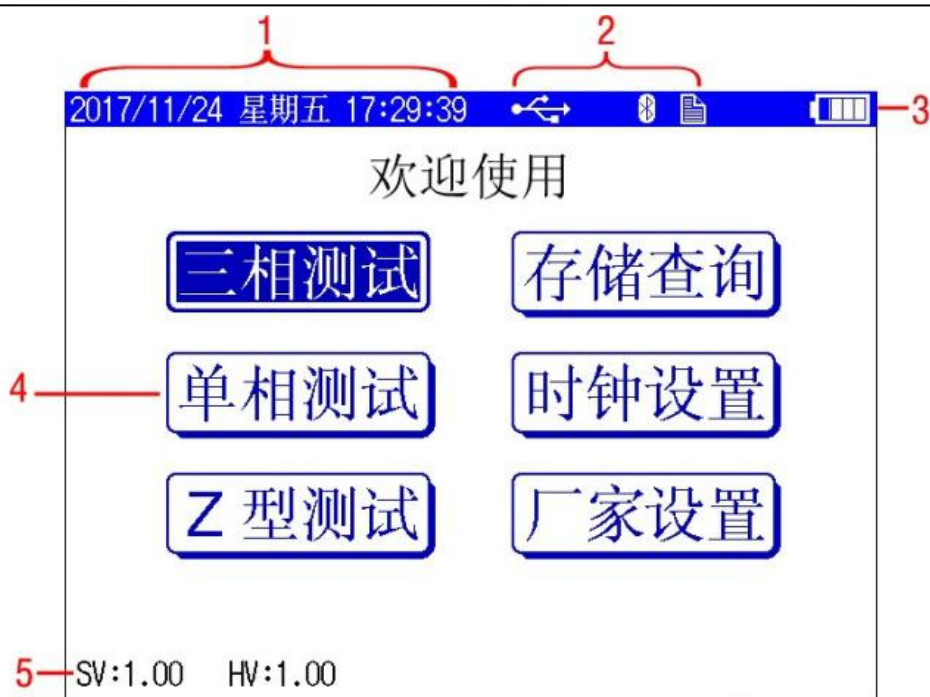 1 2
2017/11/24 星期五 17:29:39
3
欢迎使用
三相测试 存储查询
4 单相测试 时钟设置
Z 型测试 厂家设置
5 SV:1.00 HV:1.00